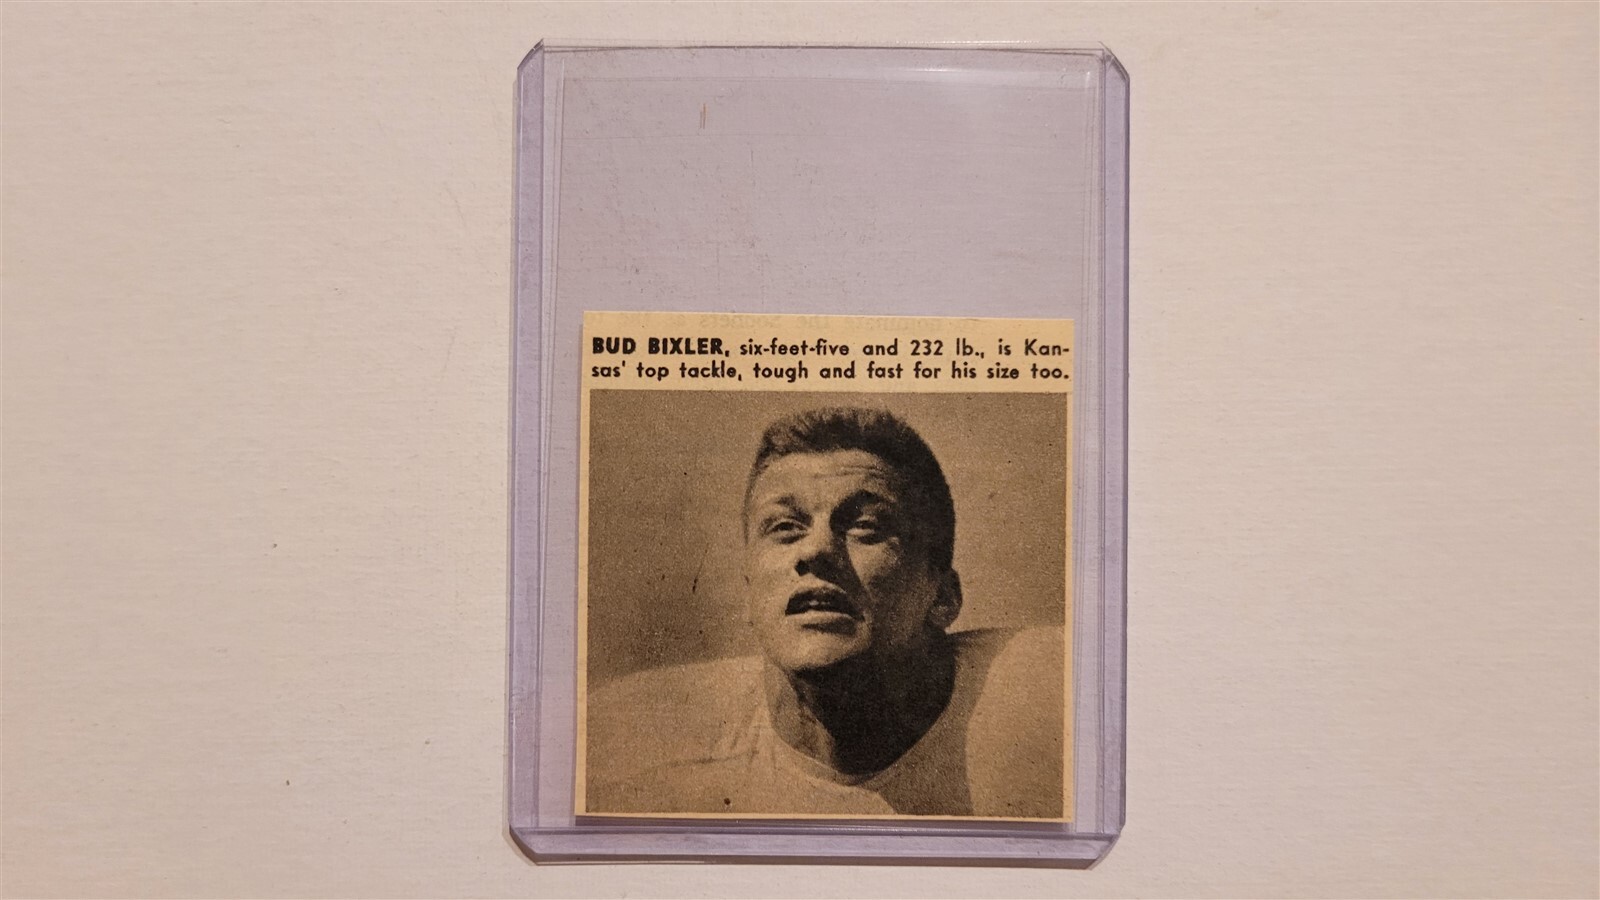 BUD BIXLER, six-feet-five and 232 lb., is Kan-
sas' top tackle, tough and fast for his size too.